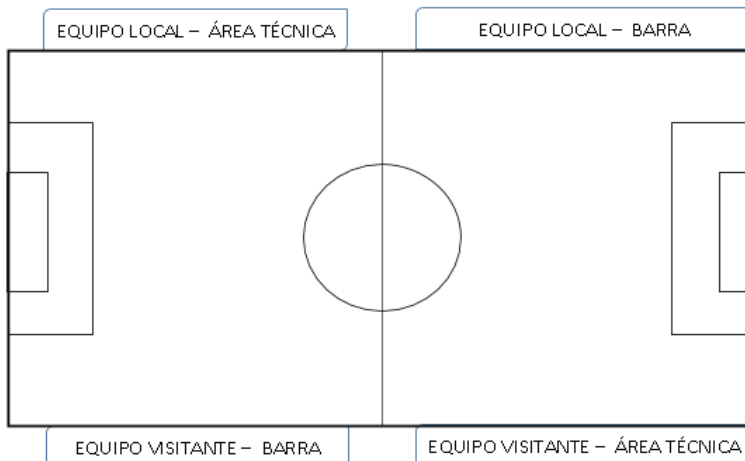 EQUIPO LOCAL – ÁREA TÉCNICA
EQUIPO LOCAL – BARRA
EQUIPO VISITANTE – BARRA
EQUIPO VISITANTE – ÁREA TÉCNICA